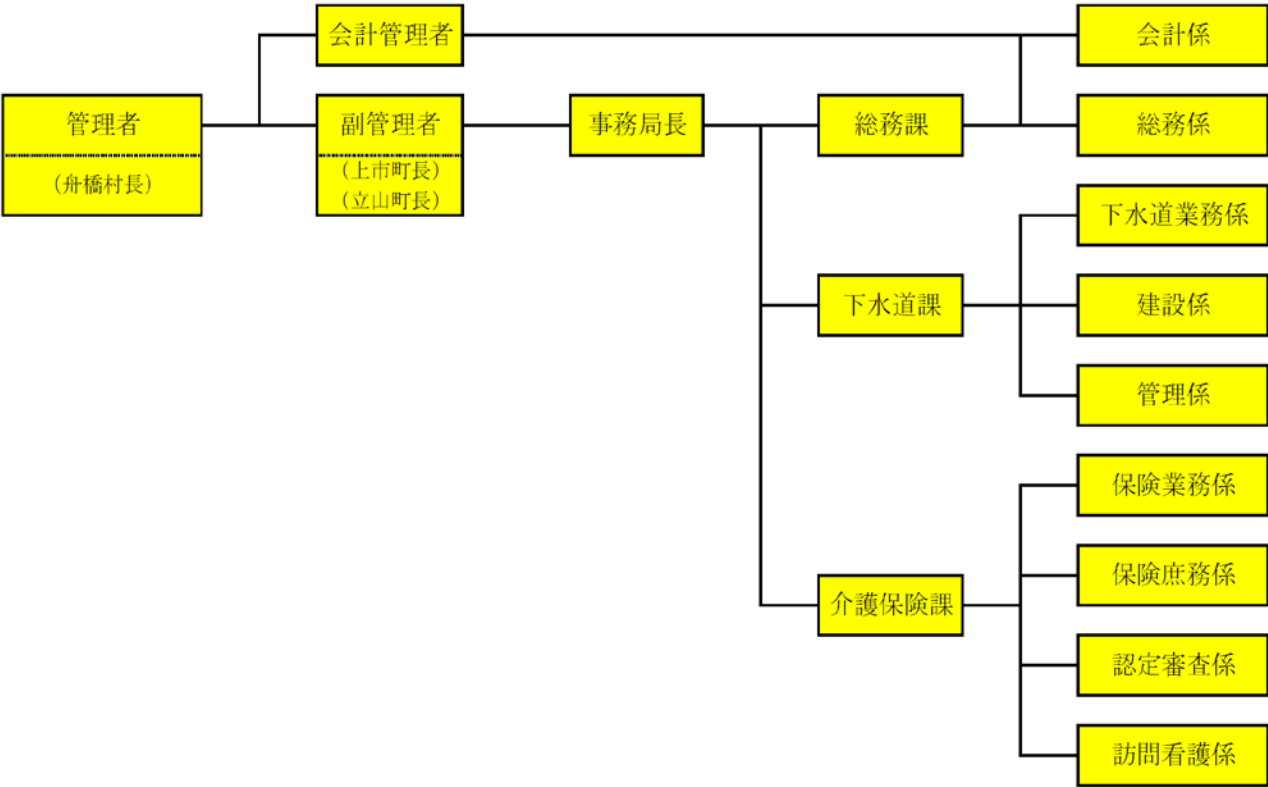 会計管理者
会計係
管理者
(舟橋村長)
副管理者
(上市町長)
(立山町長)
事務局長
総務課
総務係
下水道業務係
下水道課
建設係
管理係
保険業務係
保険庶務係
介護保険課
認定審査係
訪問看護係